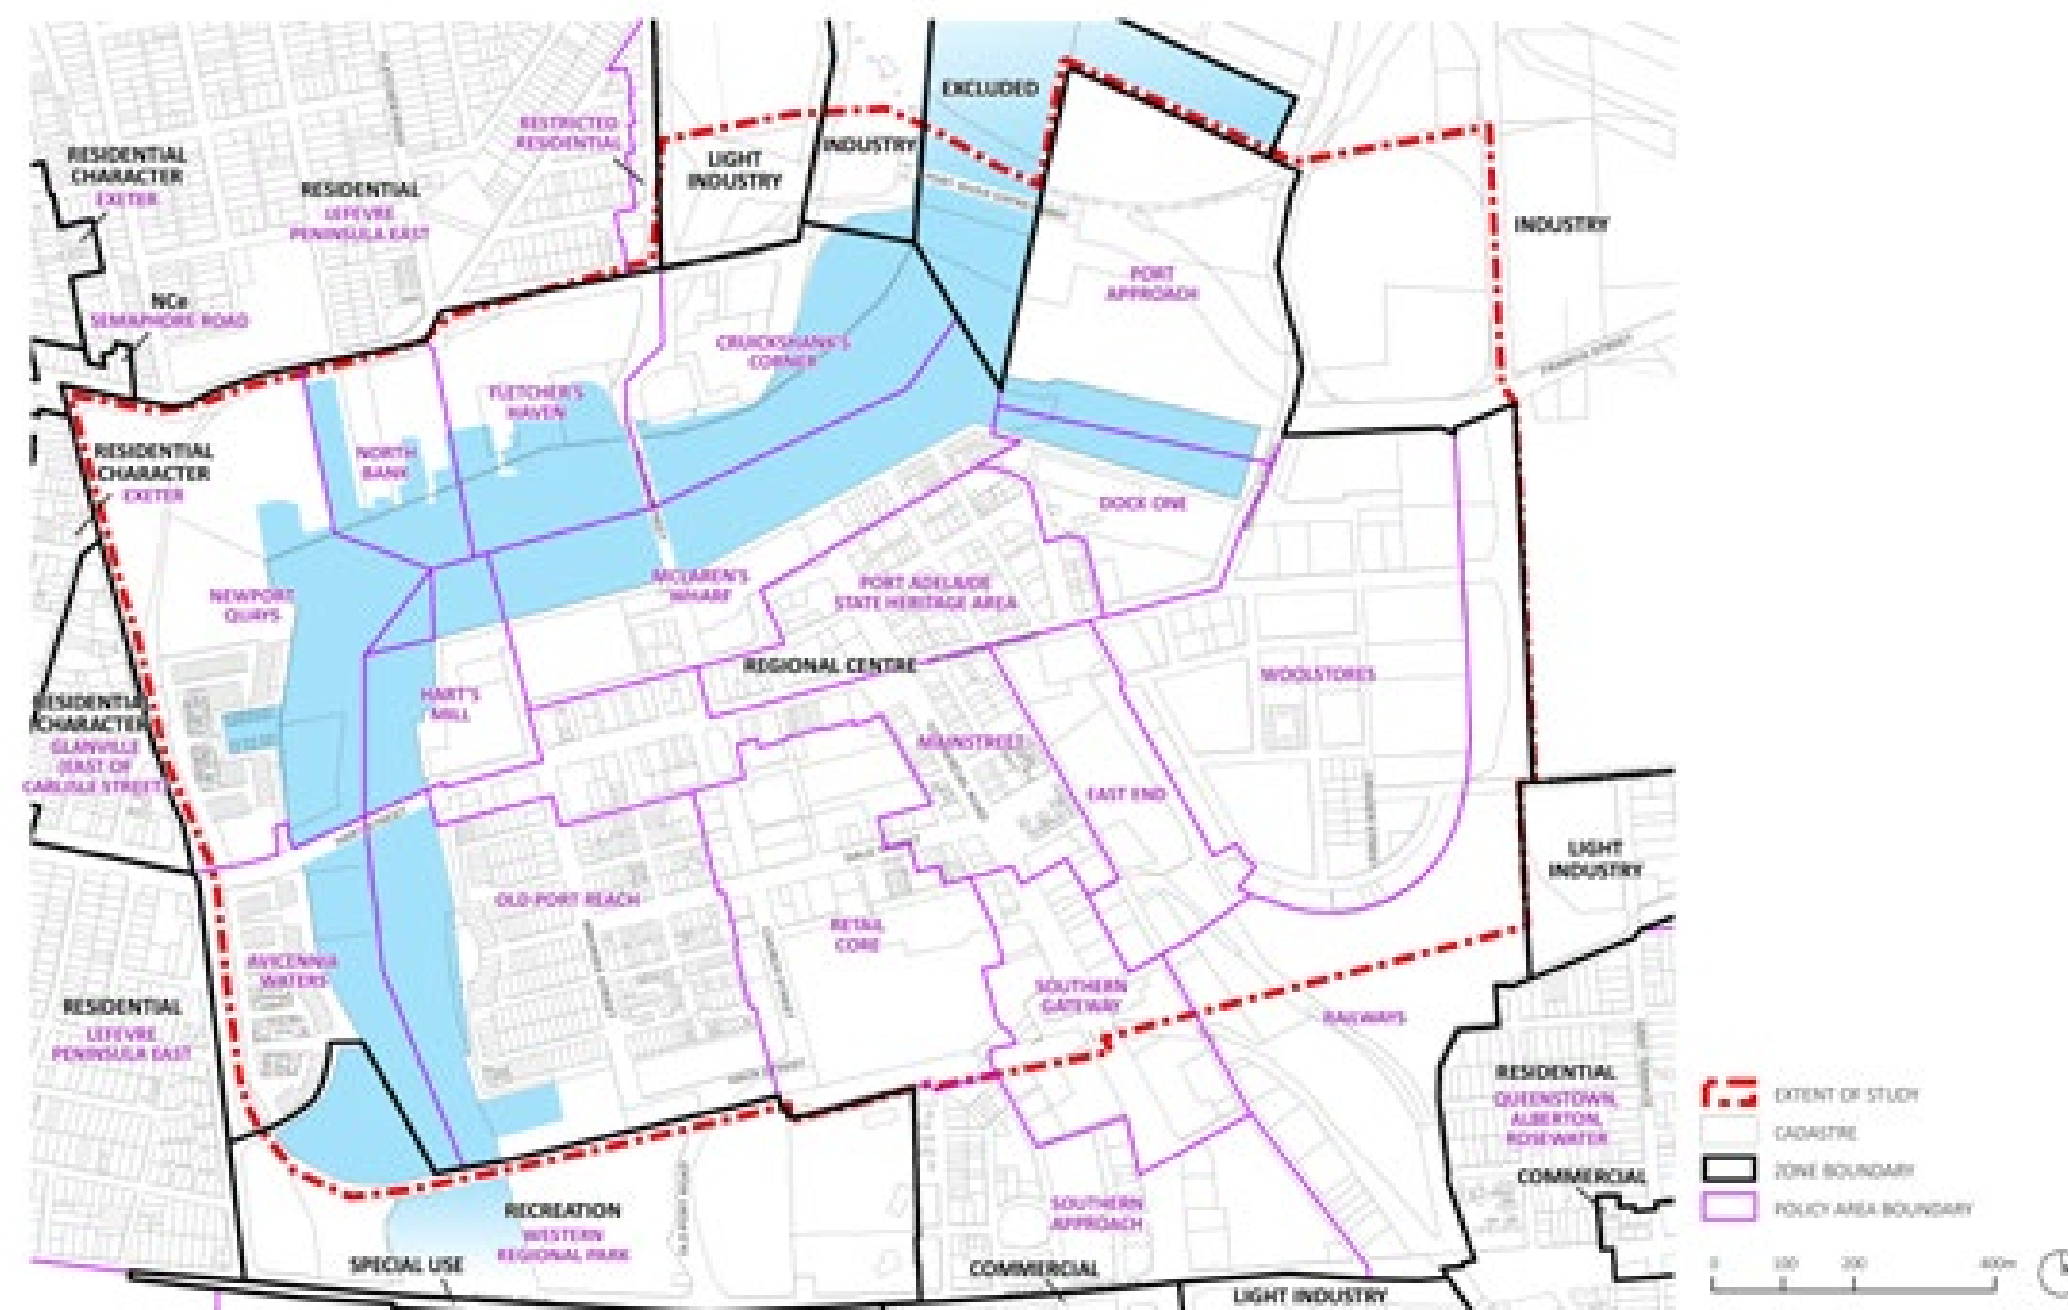 EXCLUDED
RESTRICTED
RESIDENTIAL
INDUSTRY
LIGHT
INDUSTRY
RESIDENTIAL
CHARACTER
EXETER
RESIDENTIAL
LEFEVRE
PENINSULA EAST
INDUSTRY
PORT
APPROACH
NCe
SEMAPHORE ROAD
CRUICKSHANK'S
CORNER
FLETCHER'S
HAVEN
NORTH
BANK
RESIDENTIAL
CHARACTER
EXETER
DOCK ONE
NEWPORT
QUAYS
MCLAREN'S
WHARF
PORT ADELAIDE
STATE HERITAGE AREA
REGIONAL CENTRE
WOOLSTORES
HART'S
MILL
RESIDENTIAL
CHARACTER
GLANVILLE
(EAST OF
CARLISLE STREET)
MAINSTREET
EAST END
LIGHT
INDUSTRY
OLD PORT REACH
RETAIL
CORE
AVICENNIA
WATERS
SOUTHERN
GATEWAY
RAILWAYS
RESIDENTIAL
LEFEVRE
PENINSULA EAST
RESIDENTIAL
QUEENSTOWN,
ALBERTON,
ROSEWATER
COMMERCIAL
SOUTHERN
APPROACH
RECREATION
WESTERN
REGIONAL PARK
SPECIAL USE
COMMERCIAL
LIGHT INDUSTRY
EXTENT OF STUDY
CADASTRE
ZONE BOUNDARY
POLICY AREA BOUNDARY
0 100 200 400m